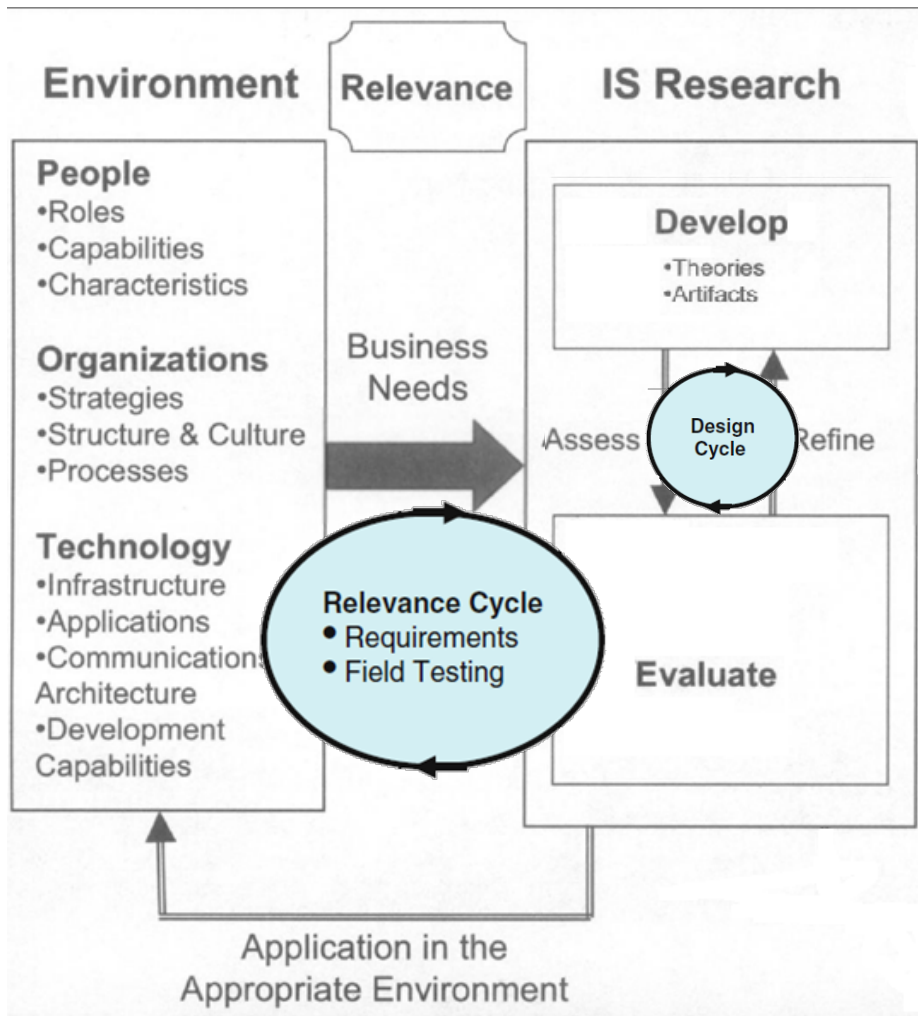 Environment
Relevance
IS Research
People
•Roles
•Capabilities
•Characteristics
Organizations
•Strategies
•Structure & Culture
•Processes
Technology
•Infrastructure
•Applications
•Communications
Architecture
•Development
Capabilities
Business
Needs
Relevance Cycle
• Requirements
• Field Testing
Develop
•Theories
•Artifacts
Assess
Design
Cycle
Refine
Evaluate
Application in the
Appropriate Environment